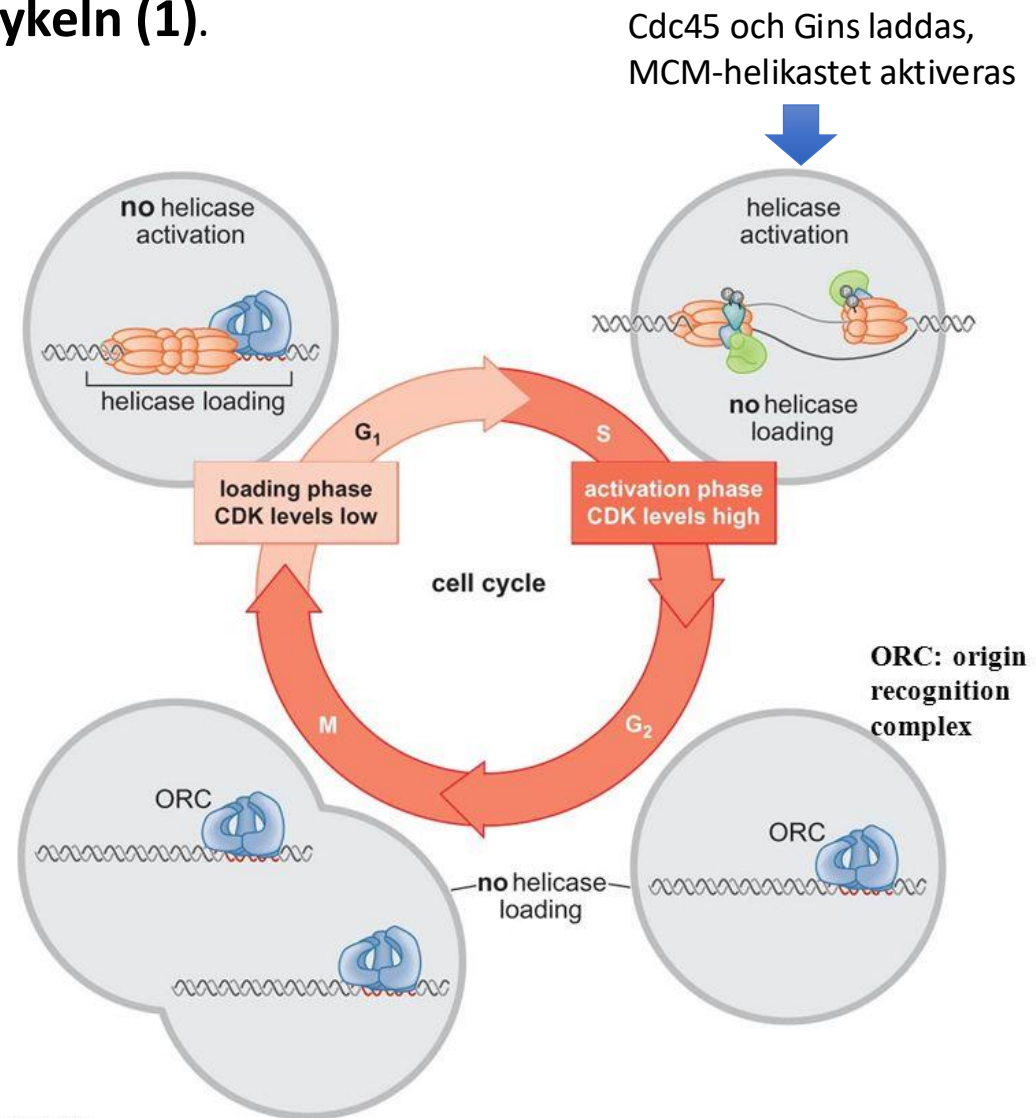 ykeln (1).
Cdc45 och Gins laddas,
MCM-helikastet aktiveras
no helicase
activation
helicase loading
helicase
activation
P P
P P
no helicase
loading
G₁
S
loading phase
CDK levels low
activation phase
CDK levels high
cell cycle
ORC: origin
recognition
complex
M
G₂
ORC
ORC
no helicase
loading